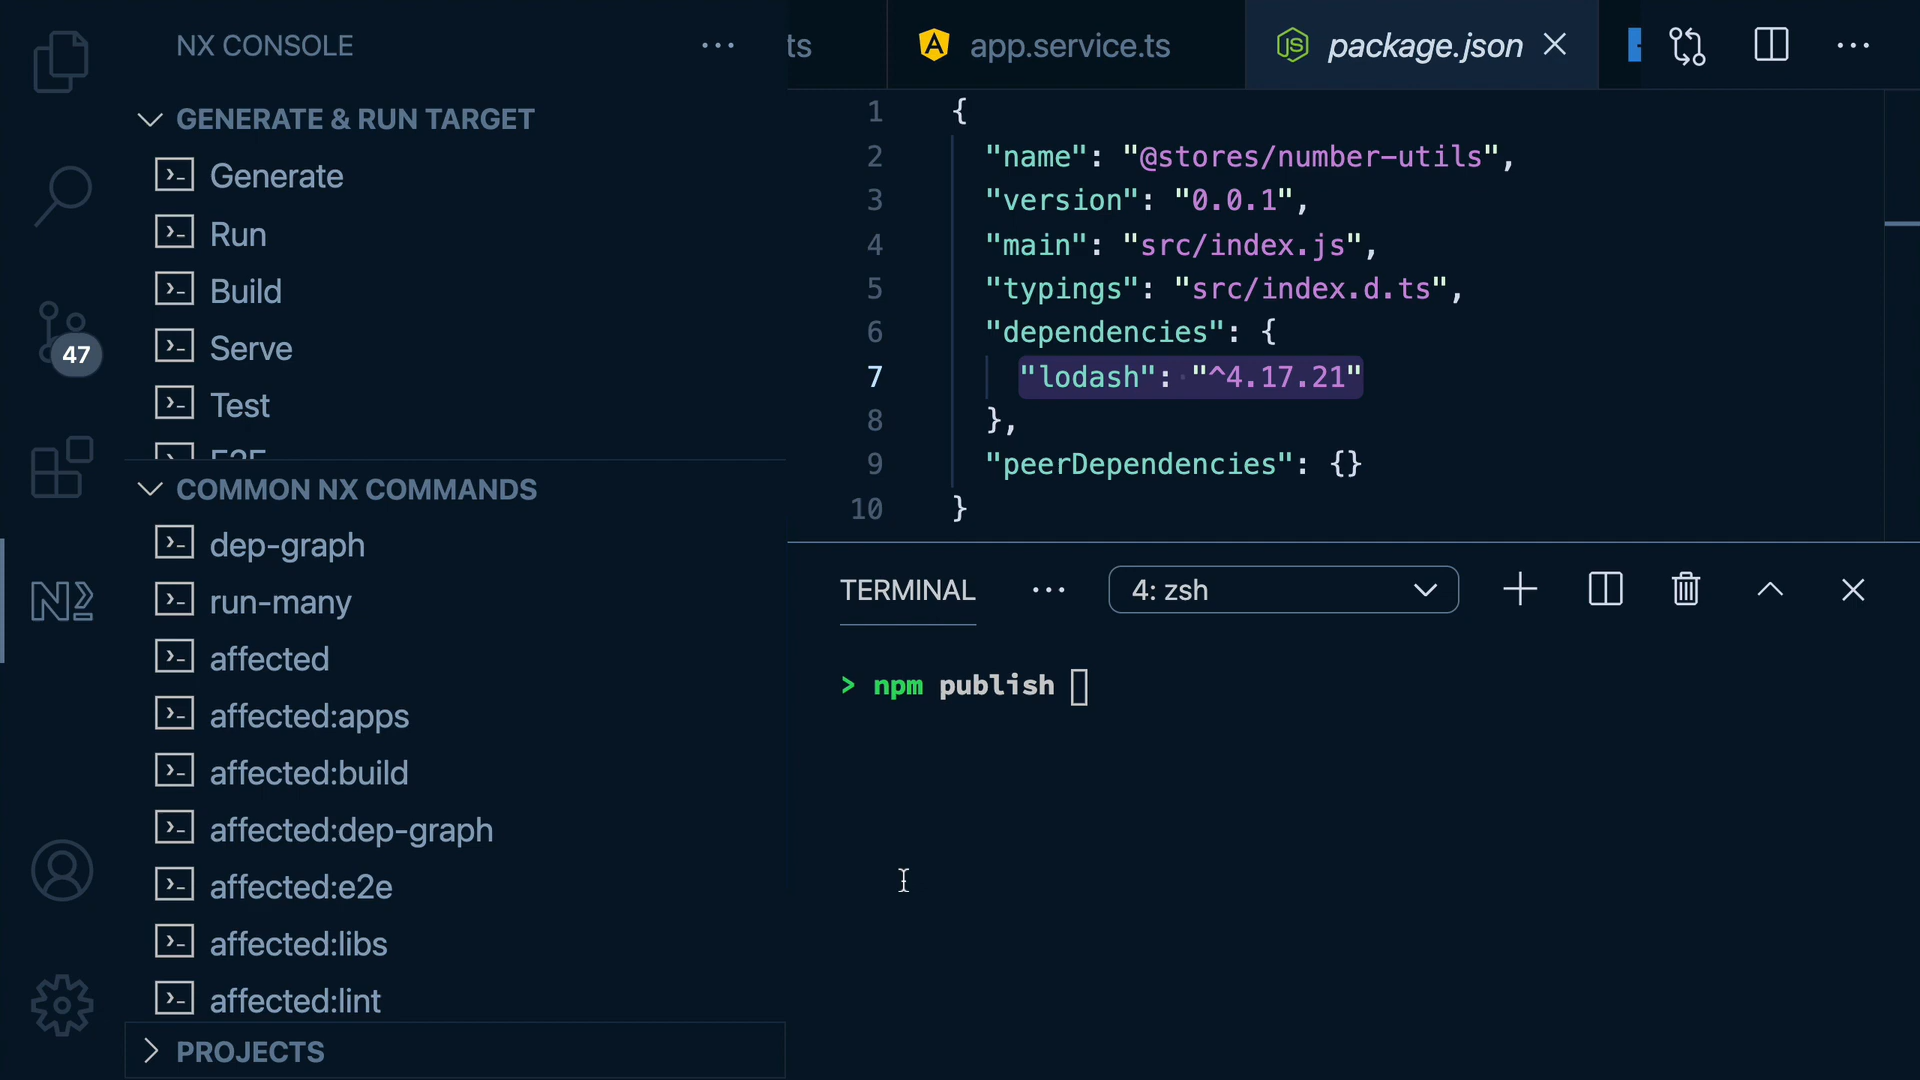 NX CONSOLE
GENERATE & RUN TARGET
Generate
Run
Build
Serve
Test
E2E
COMMON NX COMMANDS
dep-graph
run-many
affected
affected:apps
affected:build
affected:dep-graph
affected:e2e
affected:libs
affected:lint
PROJECTS
47
ts
app.service.ts
package.json
1 {
2 "name": "@stores/number-utils",
3 "version": "0.0.1",
4 "main": "src/index.js",
5 "typings": "src/index.d.ts",
6 "dependencies": {
7 "lodash": "^4.17.21"
8 },
9 "peerDependencies": {}
10 }
TERMINAL
4: zsh
> npm publish